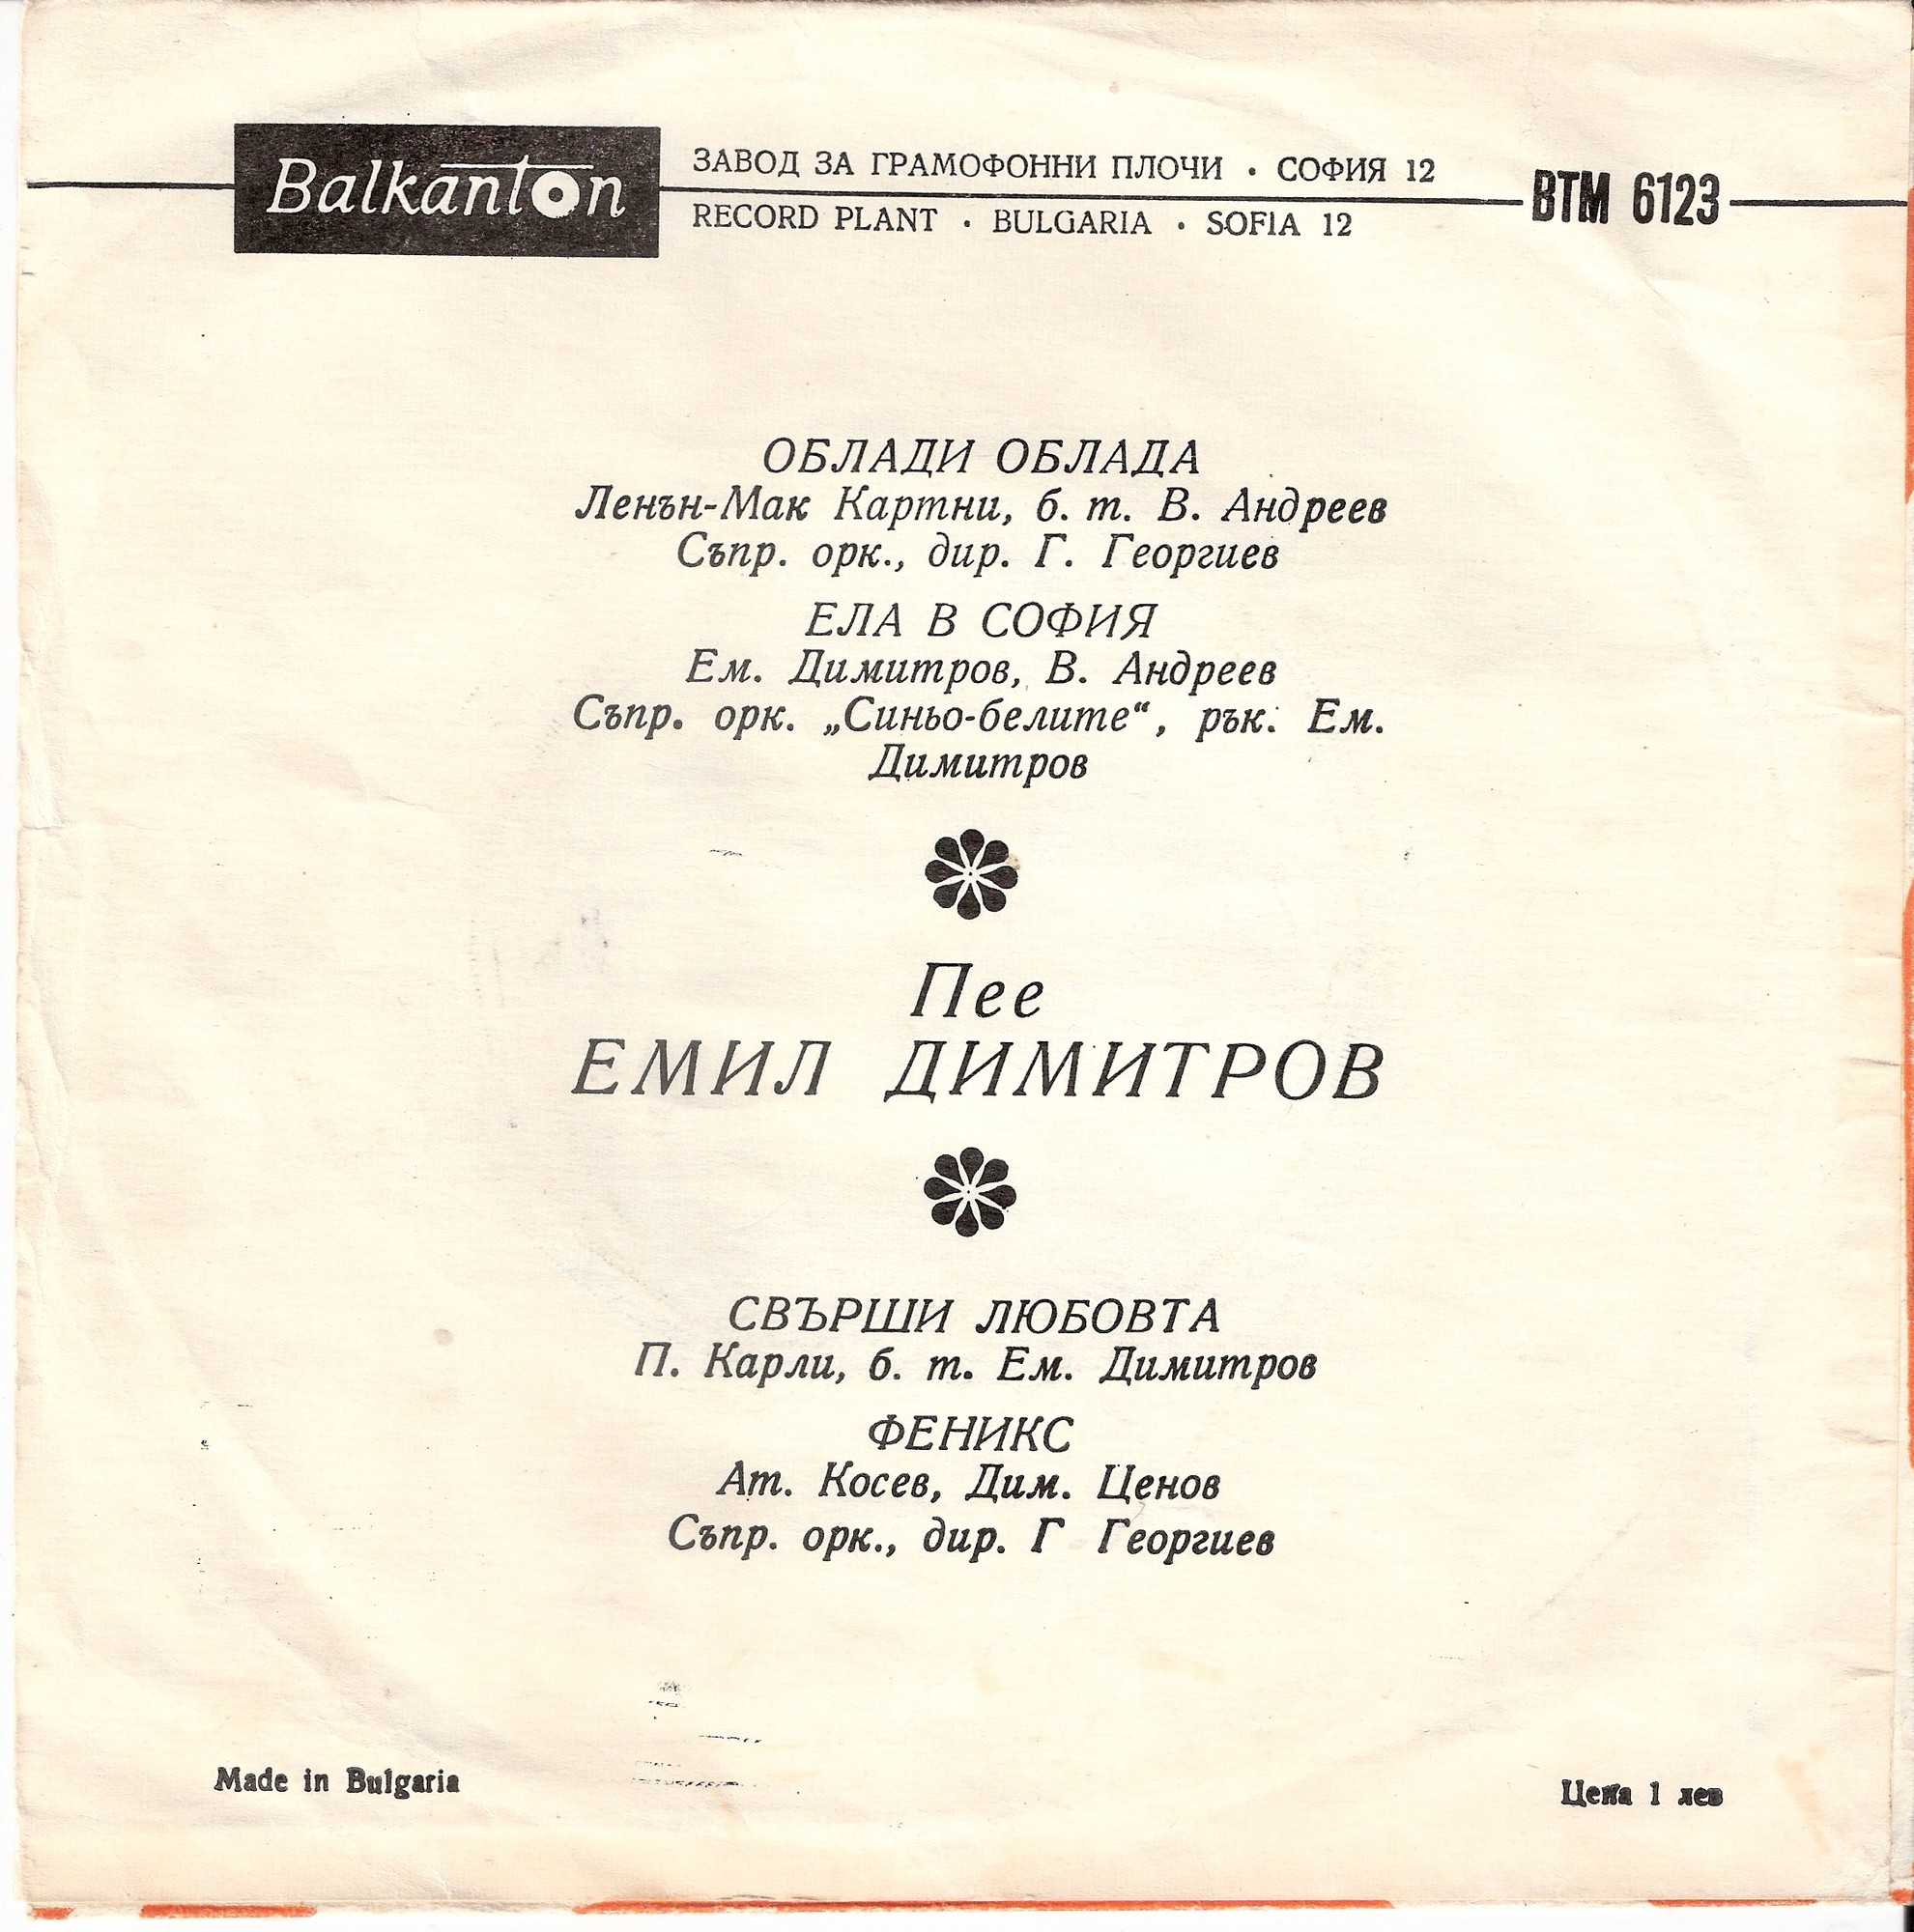 Balkanton
ЗАВОД ЗА ГРАМОФОННИ ПЛОЧИ · СОФИЯ 12
RECORD PLANT · BULGARIA · SOFIA 12
ВТМ 6123
ОБЛАДИ ОБЛАДА
Ленън-Мак Картни, б. т. В. Андреев
Съпр. орк., дир. Г. Георгиев
ЕЛА В СОФИЯ
Ем. Димитров, В. Андреев
Съпр. орк. „Синьо-белите“, рък. Ем.
Димитров
Пее
ЕМИЛ ДИМИТРОВ
СВЪРШИ ЛЮБОВТА
П. Карли, б. т. Ем. Димитров
ФЕНИКС
Ат. Косев, Дим. Ценов
Съпр. орк., дир. Г Георгиев
Made in Bulgaria
Цена 1 лев